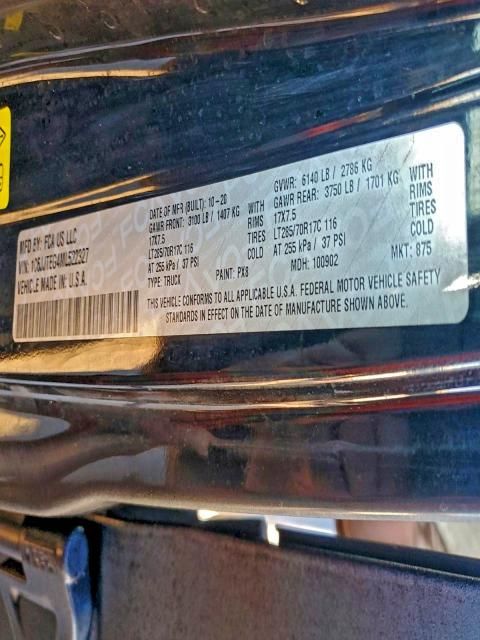 MFD BY: FCA US LLC
DATE OF MFR (BUILT): 10-20
GVWR: 6140 LB / 2786 KG
GAWR FRONT: 3100 LB / 1407 KG WITH
GAWR REAR: 3750 LB / 1701 KG WITH
17X7.5 RIMS
17X7.5 RIMS
LT285/70R17C 116 TIRES
LT285/70R17C 116 TIRES
AT 255 kPa / 37 PSI COLD
AT 255 kPa / 37 PSI COLD
VIN:
VEHICLE MADE IN U.S.A.
TYPE: TRUCK
PAINT: PX8
MDH: 100902
MKT: 875
THIS VEHICLE CONFORMS TO ALL APPLICABLE U.S.A. FEDERAL MOTOR VEHICLE SAFETY
STANDARDS IN EFFECT ON THE DATE OF MANUFACTURE SHOWN ABOVE.